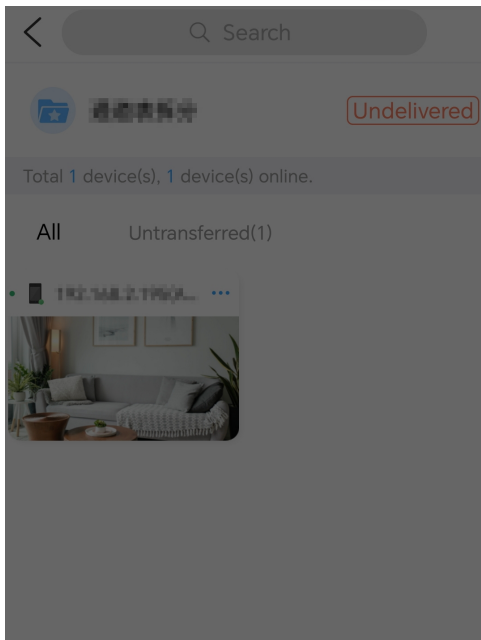 Search
Undelivered
Total 1 device(s), 1 device(s) online.
All
Untransferred(1)